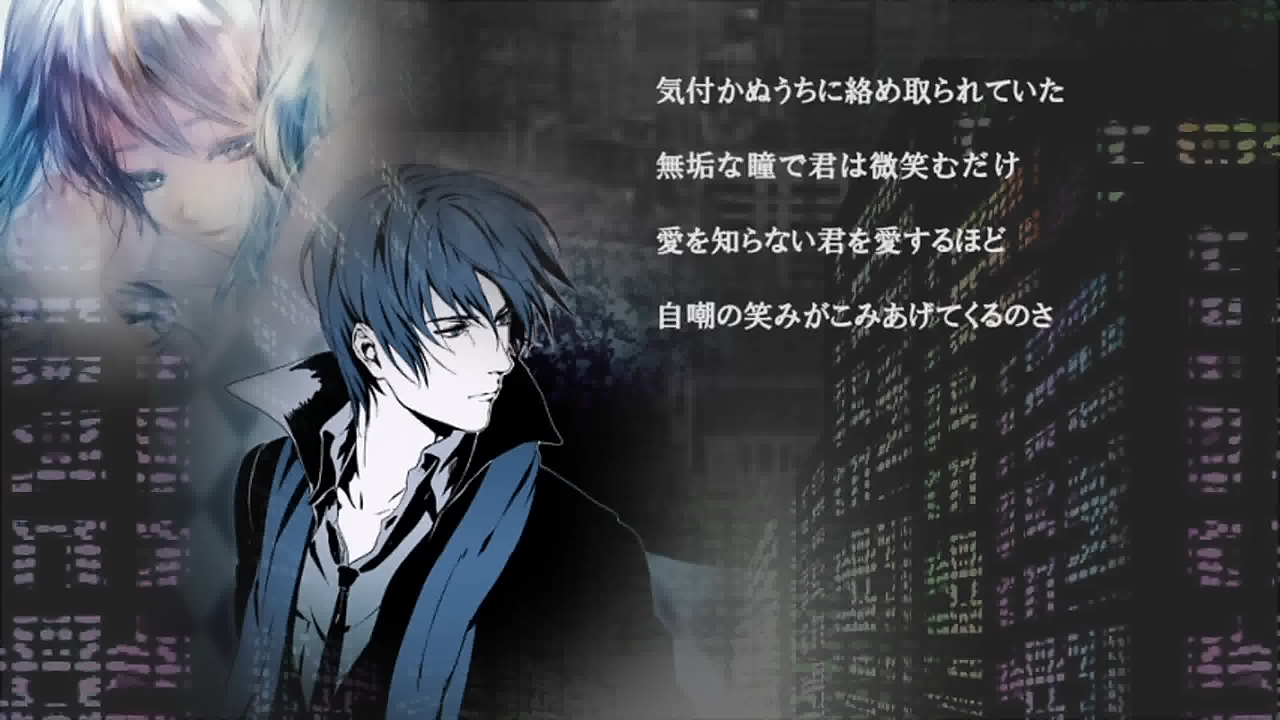 気付かぬうちに絡め取られていた
無垢な瞳で君は微笑むだけ
愛を知らない君を愛するほど
自嘲の笑みがこみあげてくるのさ